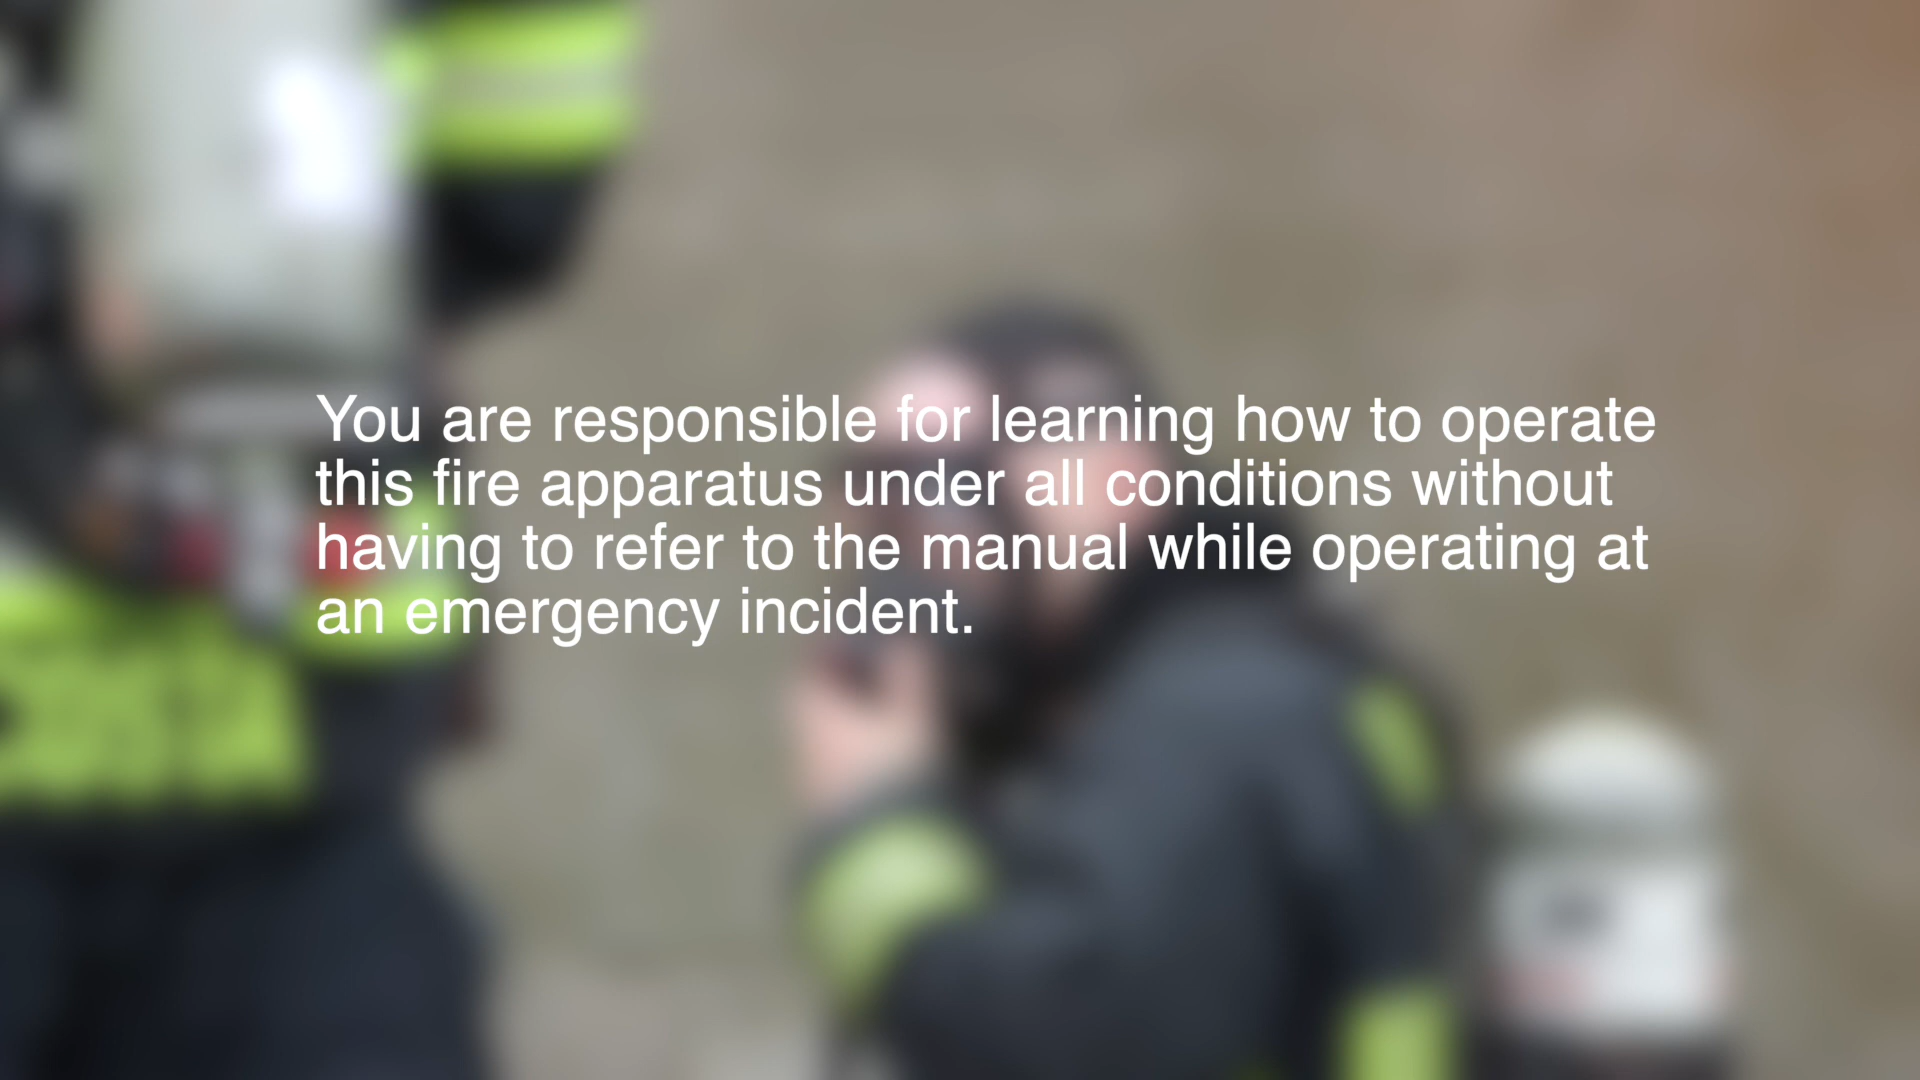 You are responsible for learning how to operate
this fire apparatus under all conditions without
having to refer to the manual while operating at
an emergency incident.